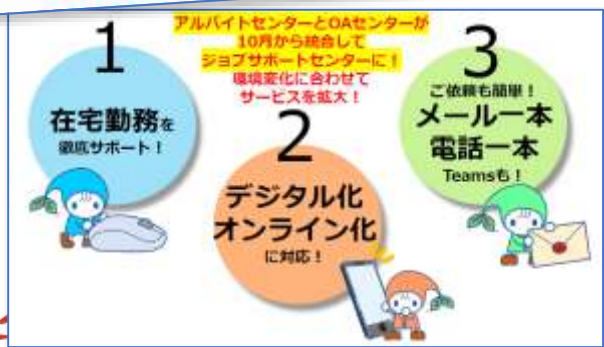 アルバイトセンターとOAセンターが
10月から統合して
ジョブサポートセンターに!
環境変化に合わせて
サービスを拡大!
1
在宅勤務を
徹底サポート!
2
デジタル化
オンライン化
に対応!
3
ご依頼も簡単!
メール一本
電話一本
Teamsも!